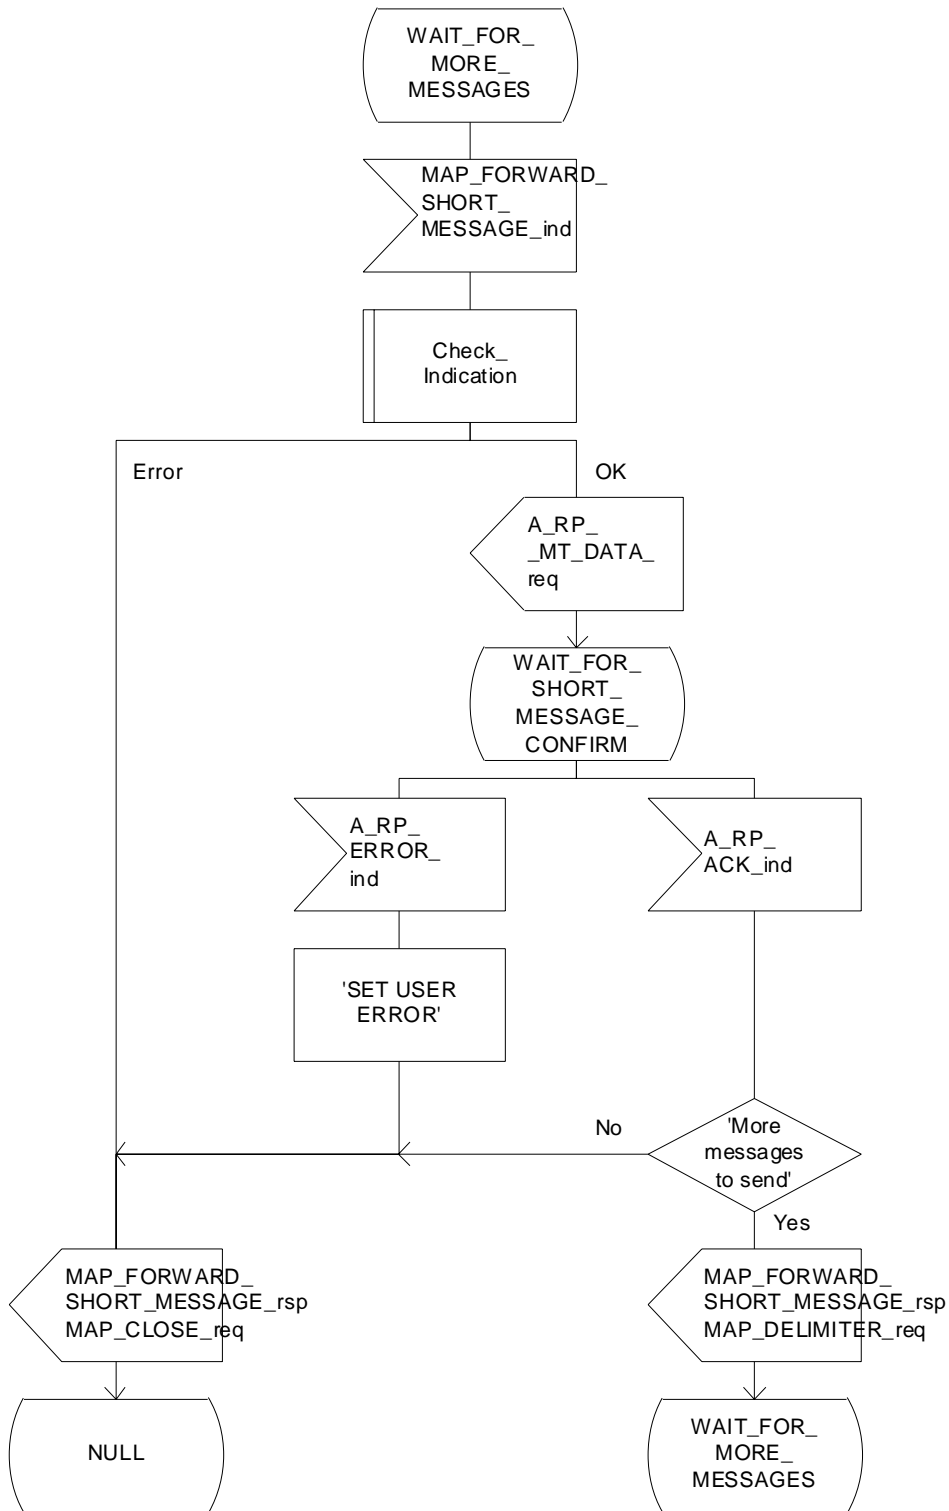 WAIT_FOR_
MORE_
MESSAGES
MAP_FORWARD_
SHORT_
MESSAGE_ind
Check_
Indication
Error
OK
A_RP_
_MT_DATA_
req
WAIT_FOR_
SHORT_
MESSAGE_
CONFIRM
A_RP_
ERROR_
ind
A_RP_
ACK_ind
'SET USER
ERROR'
No
'More
messages
to send'
Yes
MAP_FORWARD_
SHORT_MESSAGE_rsp
MAP_CLOSE_req
MAP_FORWARD_
SHORT_MESSAGE_rsp
MAP_DELIMITER_req
NULL
WAIT_FOR_
MORE_
MESSAGES